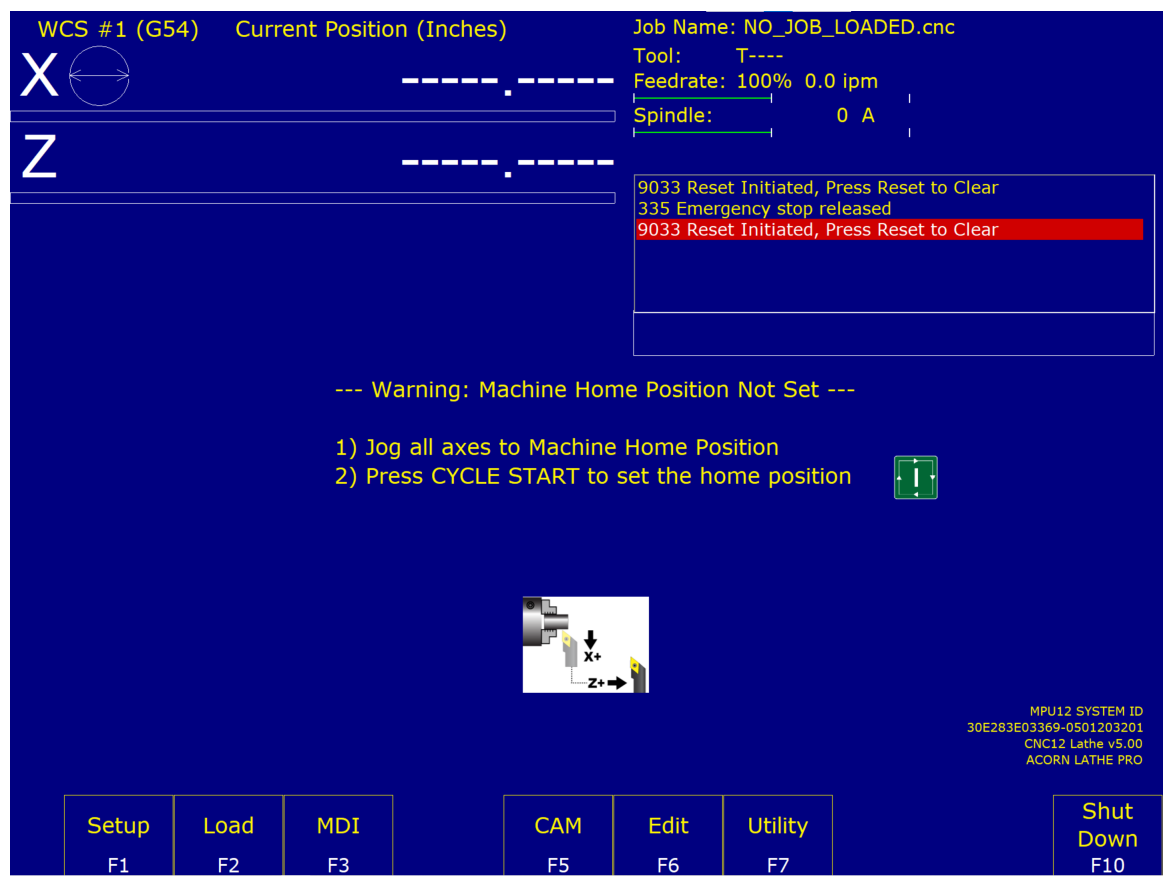 WCS #1 (G54) Current Position (Inches)
X -----.-----
Z -----.-----
Job Name: NO_JOB_LOADED.cnc
Tool: T----
Feedrate: 100% 0.0 ipm
Spindle: 0 A
9033 Reset Initiated, Press Reset to Clear
335 Emergency stop released
9033 Reset Initiated, Press Reset to Clear
--- Warning: Machine Home Position Not Set ---
1) Jog all axes to Machine Home Position
2) Press CYCLE START to set the home position
I
X+
Z+
MPU12 SYSTEM ID
30E283E03369-0501203201
CNC12 Lathe v5.00
ACORN LATHE PRO
Setup
F1
Load
F2
MDI
F3
CAM
F5
Edit
F6
Utility
F7
Shut
Down
F10